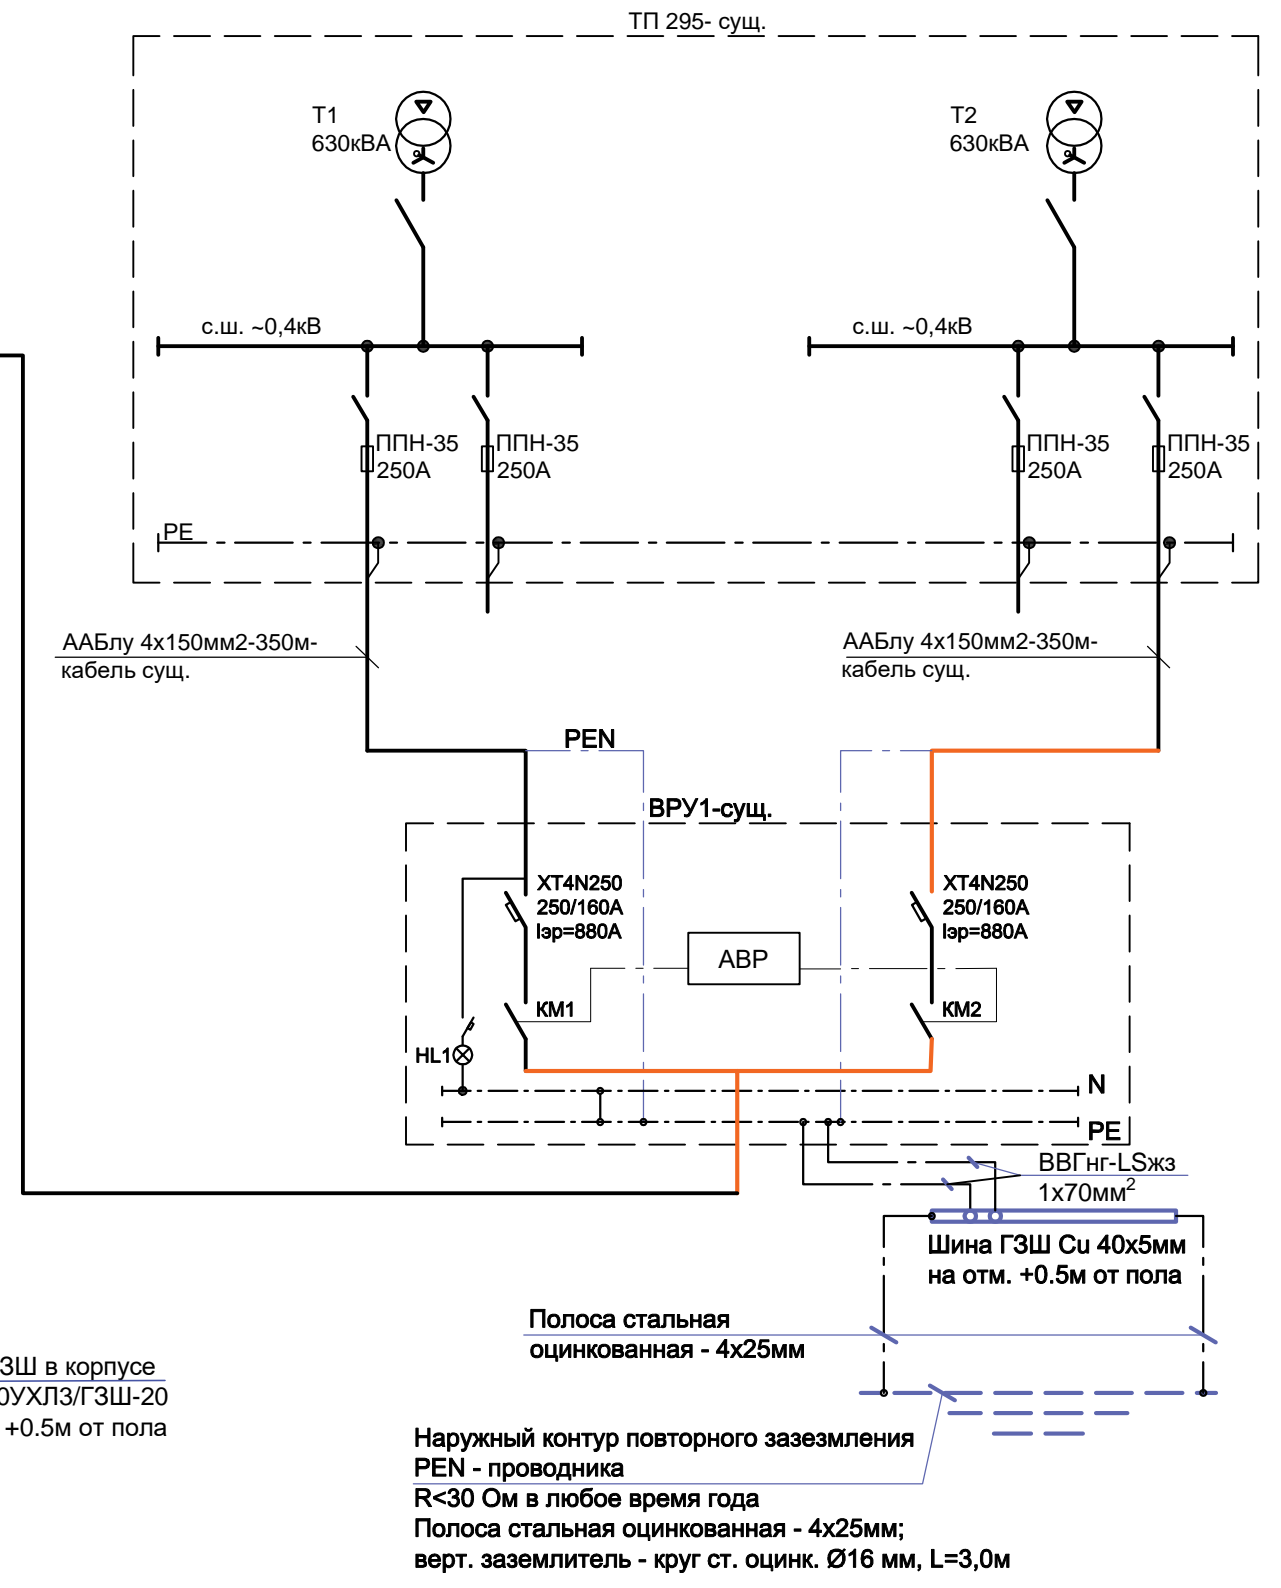 ТП 295- сущ.
Т1
630кВА
Т2
630кВА
с.ш. ~0,4кВ
с.ш. ~0,4кВ
ППН-35
250А
ППН-35
250А
ППН-35
250А
ППН-35
250А
PE
ААБлу 4х150мм2-350м-
кабель сущ.
ААБлу 4х150мм2-350м-
кабель сущ.
PEN
ВРУ1-сущ.
XT4N250
250/160А
Iэр=880А
XT4N250
250/160А
Iэр=880А
АВР
КМ1
КМ2
HL1
N
PE
ВВГнг-LSжз
1х70мм²
Шина ГЗШ Cu 40х5мм
на отм. +0.5м от пола
Полоса стальная
оцинкованная - 4х25мм
ЗШ в корпусе
0УХЛ3/ГЗШ-20
+0.5м от пола
Наружный контур повторного зазезмления
PEN - проводника
R<30 Ом в любое время года
Полоса стальная оцинкованная - 4х25мм;
верт. заземлитель - круг ст. оцинк. Ø16 мм, L=3,0м